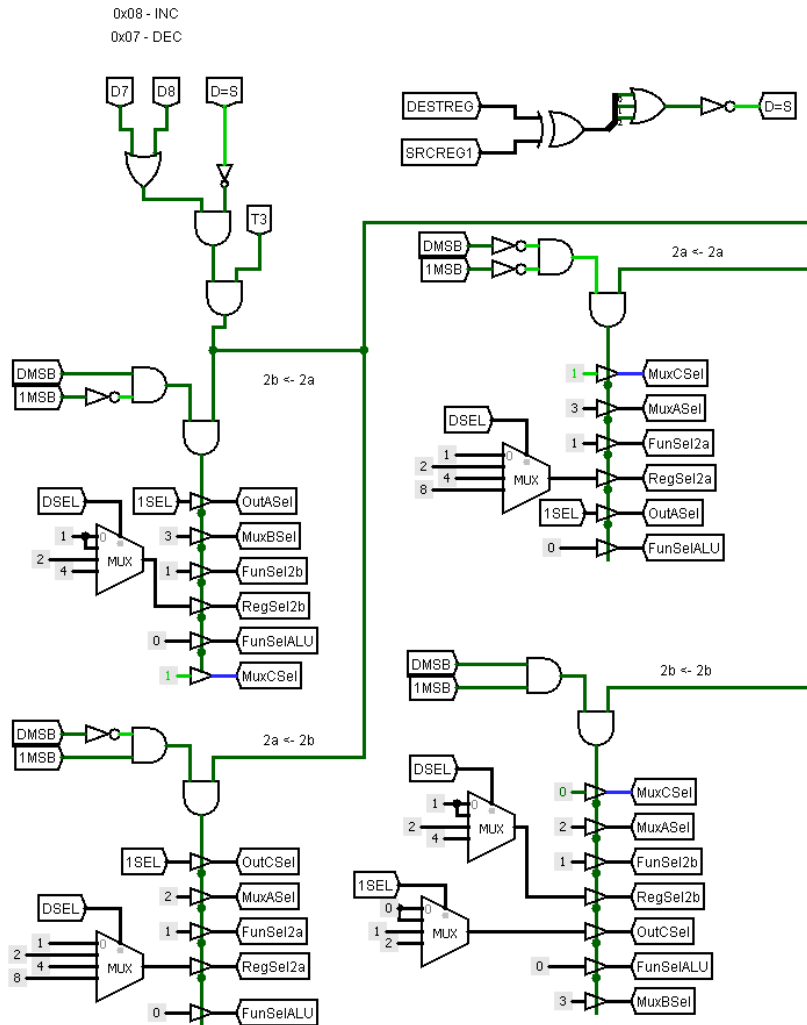 0x08 - INC
0x07 - DEC
D7
D8
D=S
T3
DESTREG
SRCREG1
D=S
DMSB
1MSB
2b <- 2a
1SEL
OutASel
DSEL
3
MuxBSel
1
0
MUX
2
4
1
FunSel2b
RegSel2b
0
FunSelALU
1
MuxCSel
DMSB
1MSB
2a <- 2a
1
MuxCSel
3
MuxASel
DSEL
1
FunSel2a
1
2
4
8
0
MUX
RegSel2a
1SEL
OutASel
0
FunSelALU
DMSB
1MSB
2a <- 2b
1SEL
OutCSel
2
MuxASel
DSEL
1
FunSel2a
1
2
4
8
0
MUX
RegSel2a
0
FunSelALU
DMSB
1MSB
2b <- 2b
DSEL
0
MuxCSel
1
0
MUX
2
4
2
MuxASel
1
FunSel2b
1SEL
RegSel2b
0
0
MUX
1
2
OutCSel
0
FunSelALU
3
MuxBSel